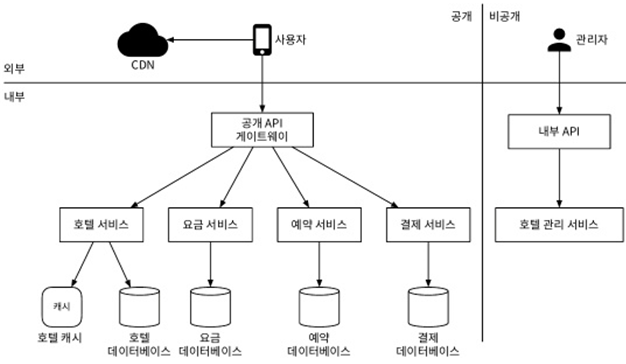 공개
비공개
CDN
사용자
관리자
외부
내부
공개 API
게이트웨이
내부 API
호텔 서비스
요금 서비스
예약 서비스
결제 서비스
호텔 관리 서비스
캐시
호텔 캐시
호텔
데이터베이스
요금
데이터베이스
예약
데이터베이스
결제
데이터베이스